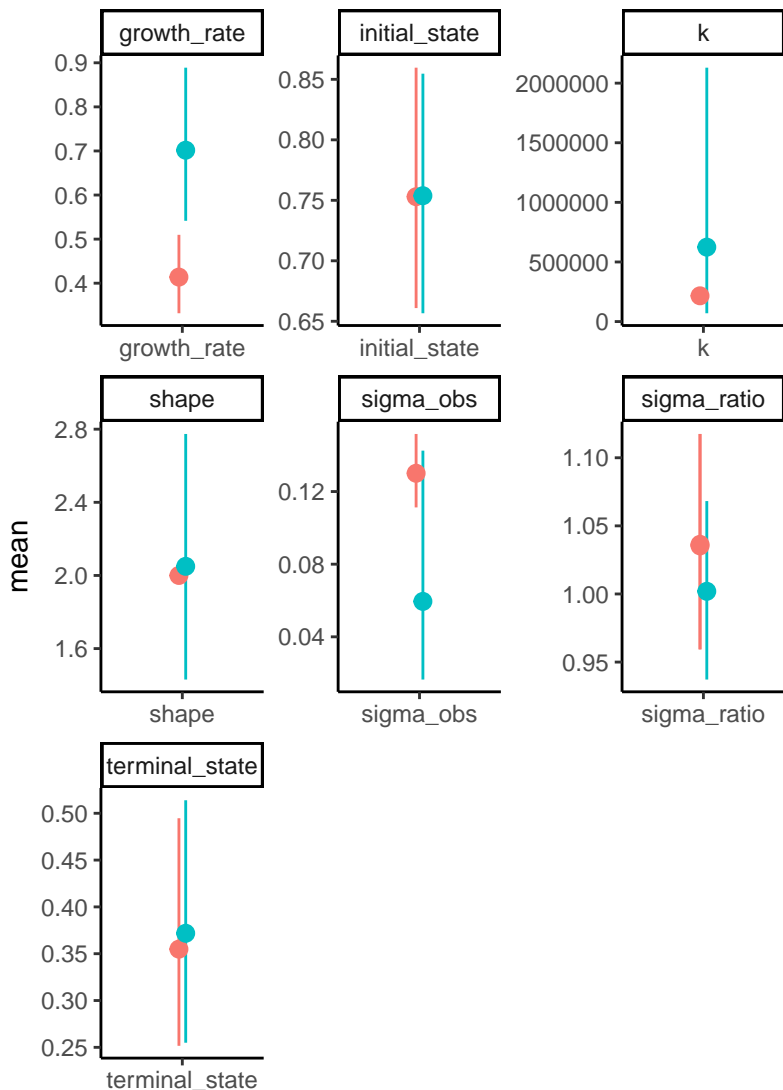 growth_rate
initial_state
k
0.9
0.8
0.7
0.6
0.5
0.4
growth_rate
0.85
0.80
0.75
0.70
0.65
initial_state
2000000
1500000
1000000
500000
0
k
shape
sigma_obs
sigma_ratio
mean
2.8
2.4
2.0
1.6
shape
0.12
0.08
0.04
sigma_obs
1.10
1.05
1.00
0.95
sigma_ratio
terminal_state
0.50
0.45
0.40
0.35
0.30
0.25
terminal_state